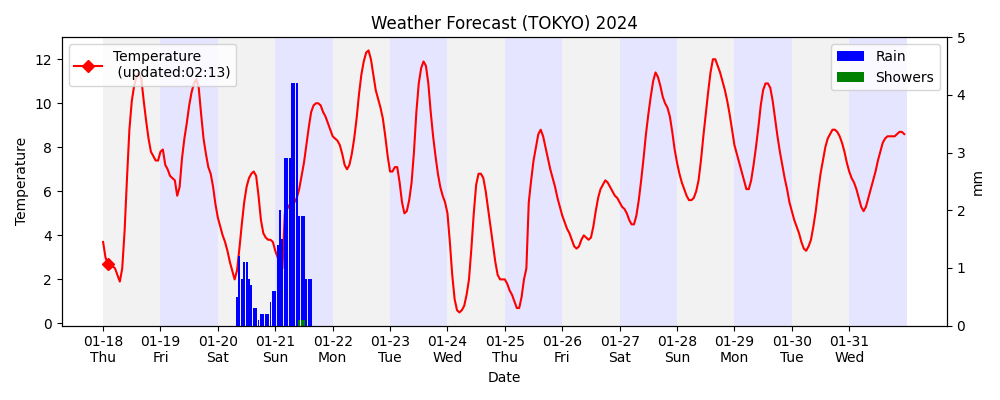 Weather Forecast (TOKYO) 2024
Temperature
(updated:02:13)
Rain
Showers
Temperature
12
10
8
6
4
2
0
5
4
3
2
1
0
mm
01-18 01-19 01-20 01-21 01-22 01-23 01-24 01-25 01-26 01-27 01-28 01-29 01-30 01-31
Thu Fri Sat Sun Mon Tue Wed Thu Fri Sat Sun Mon Tue Wed
Date